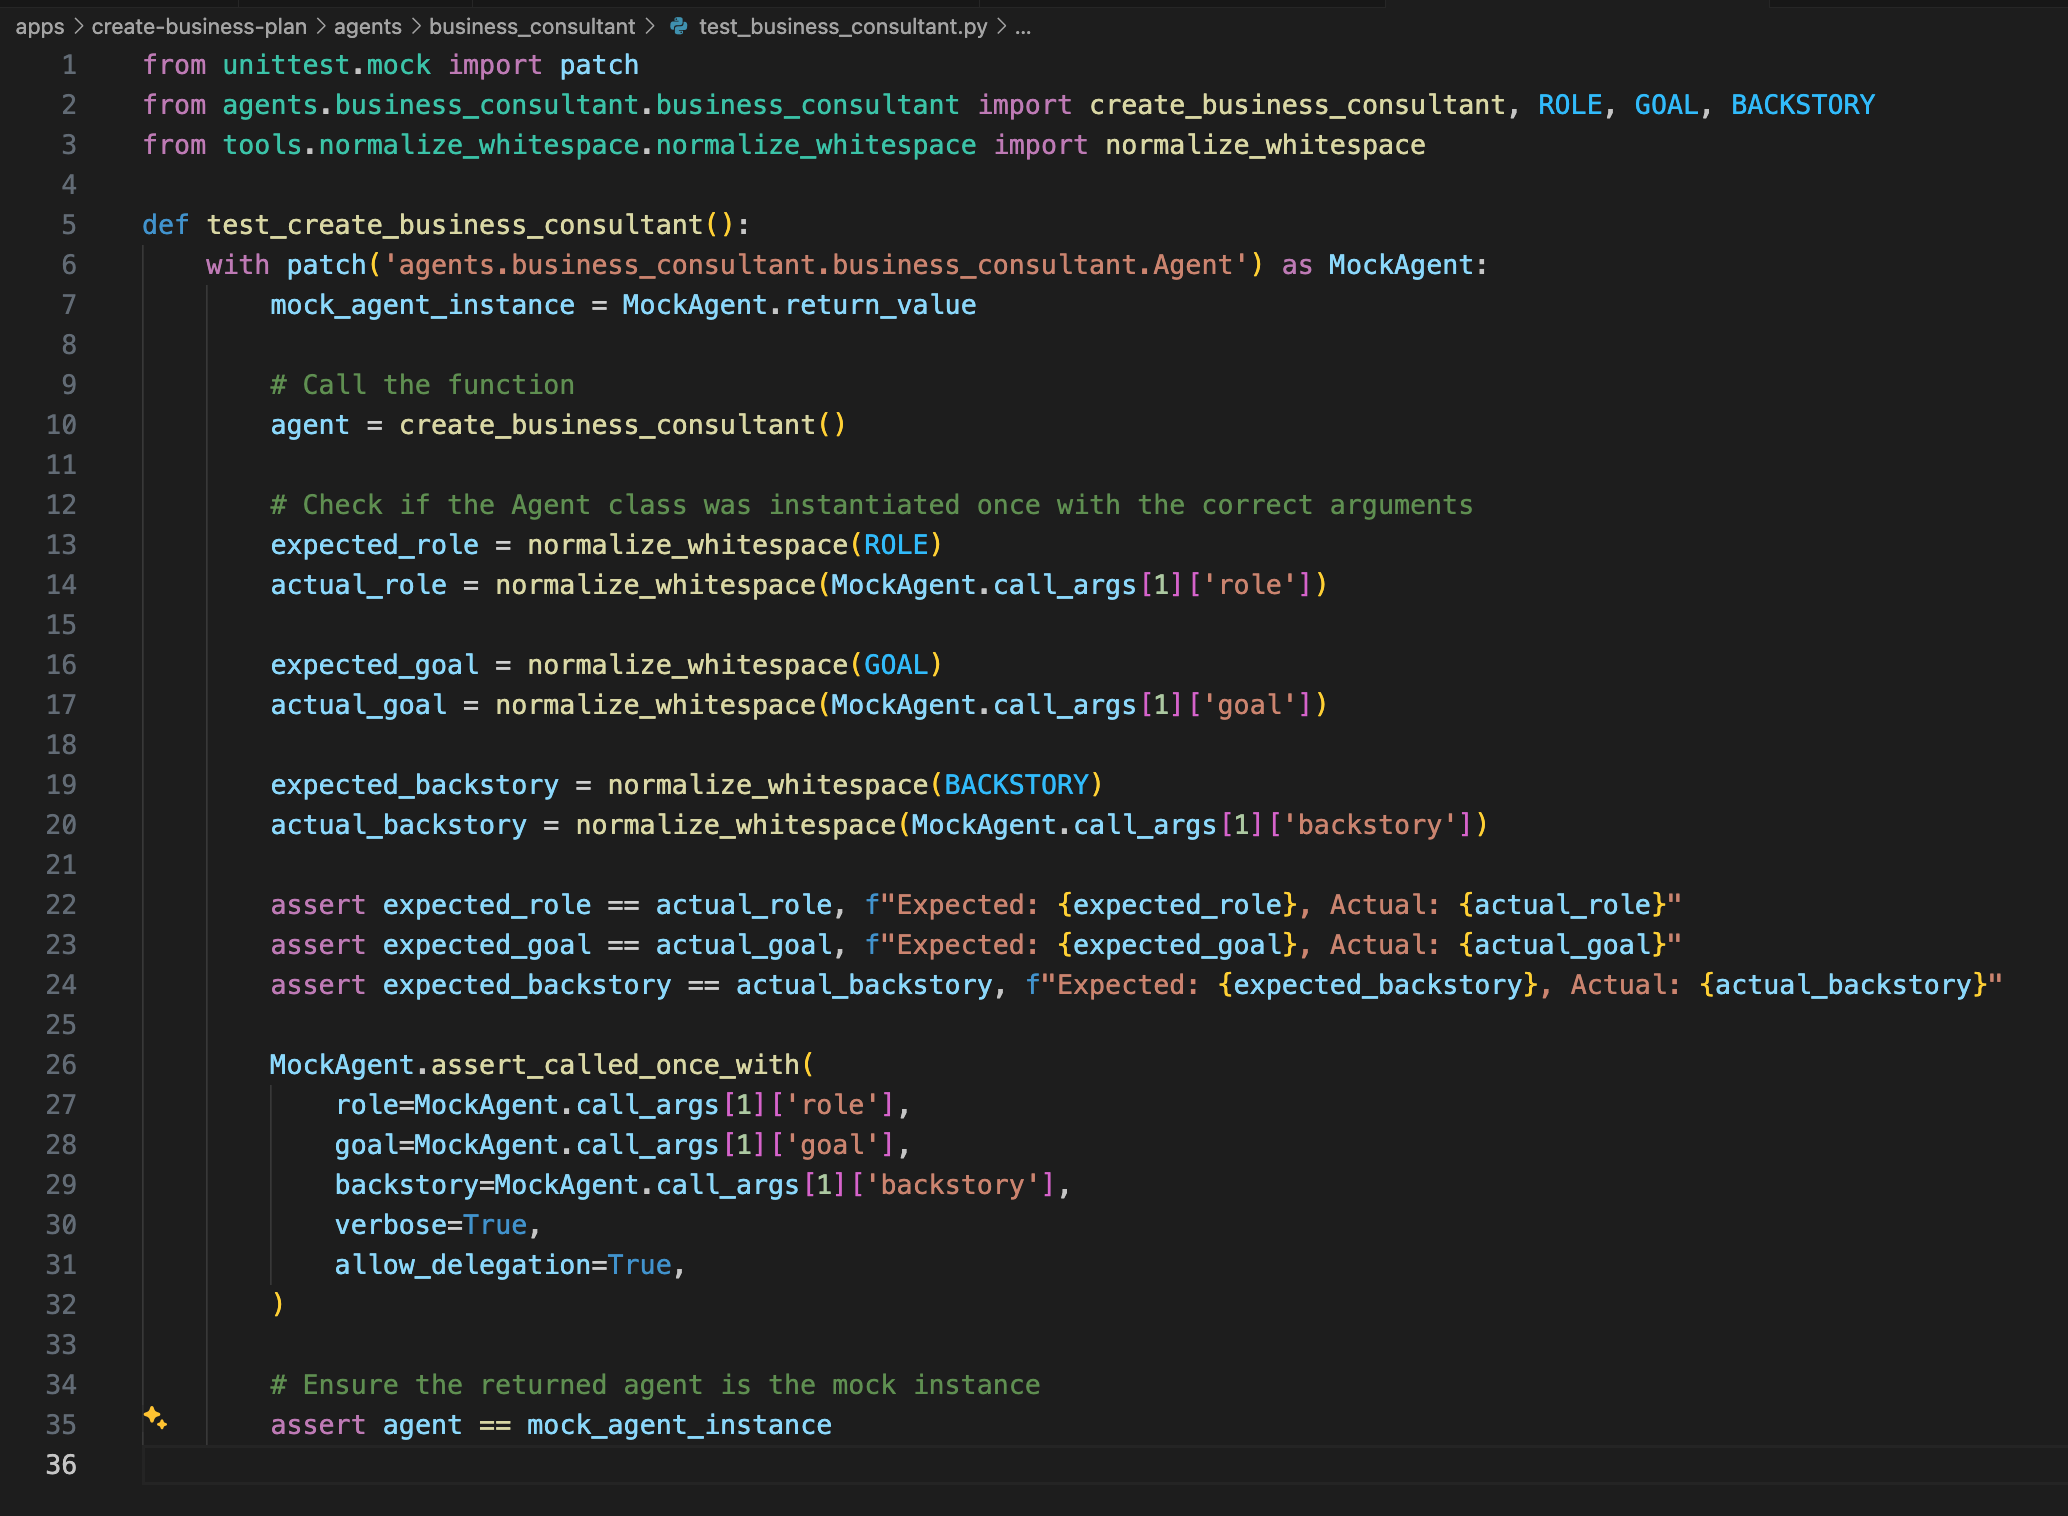 apps > create-business-plan > agents > business_consultant > test_business_consultant.py > ...
1 from unittest.mock import patch
2 from agents.business_consultant.business_consultant import create_business_consultant, ROLE, GOAL, BACKSTORY
3 from tools.normalize_whitespace.normalize_whitespace import normalize_whitespace
4
5 def test_create_business_consultant():
6     with patch('agents.business_consultant.business_consultant.Agent') as MockAgent:
7         mock_agent_instance = MockAgent.return_value
8
9         # Call the function
10         agent = create_business_consultant()
11
12         # Check if the Agent class was instantiated once with the correct arguments
13         expected_role = normalize_whitespace(ROLE)
14         actual_role = normalize_whitespace(MockAgent.call_args[1]['role'])
15
16         expected_goal = normalize_whitespace(GOAL)
17         actual_goal = normalize_whitespace(MockAgent.call_args[1]['goal'])
18
19         expected_backstory = normalize_whitespace(BACKSTORY)
20         actual_backstory = normalize_whitespace(MockAgent.call_args[1]['backstory'])
21
22         assert expected_role == actual_role, f"Expected: {expected_role}, Actual: {actual_role}"
23         assert expected_goal == actual_goal, f"Expected: {expected_goal}, Actual: {actual_goal}"
24         assert expected_backstory == actual_backstory, f"Expected: {expected_backstory}, Actual: {actual_backstory}"
25
26         MockAgent.assert_called_once_with(
27             role=MockAgent.call_args[1]['role'],
28             goal=MockAgent.call_args[1]['goal'],
29             backstory=MockAgent.call_args[1]['backstory'],
30             verbose=True,
31             allow_delegation=True,
32         )
33
34         # Ensure the returned agent is the mock instance
35         assert agent == mock_agent_instance
36